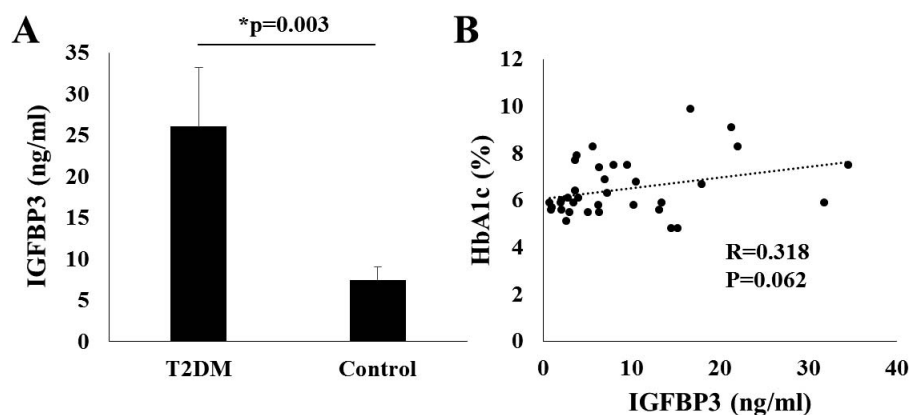 A
*p=0.003
35
30
25
20
15
10
5
0
IGFBP3 (ng/ml)
T2DM
Control
B
12
10
8
6
4
2
0
HbA1c (%)
R=0.318
P=0.062
0
10
20
30
40
IGFBP3 (ng/ml)